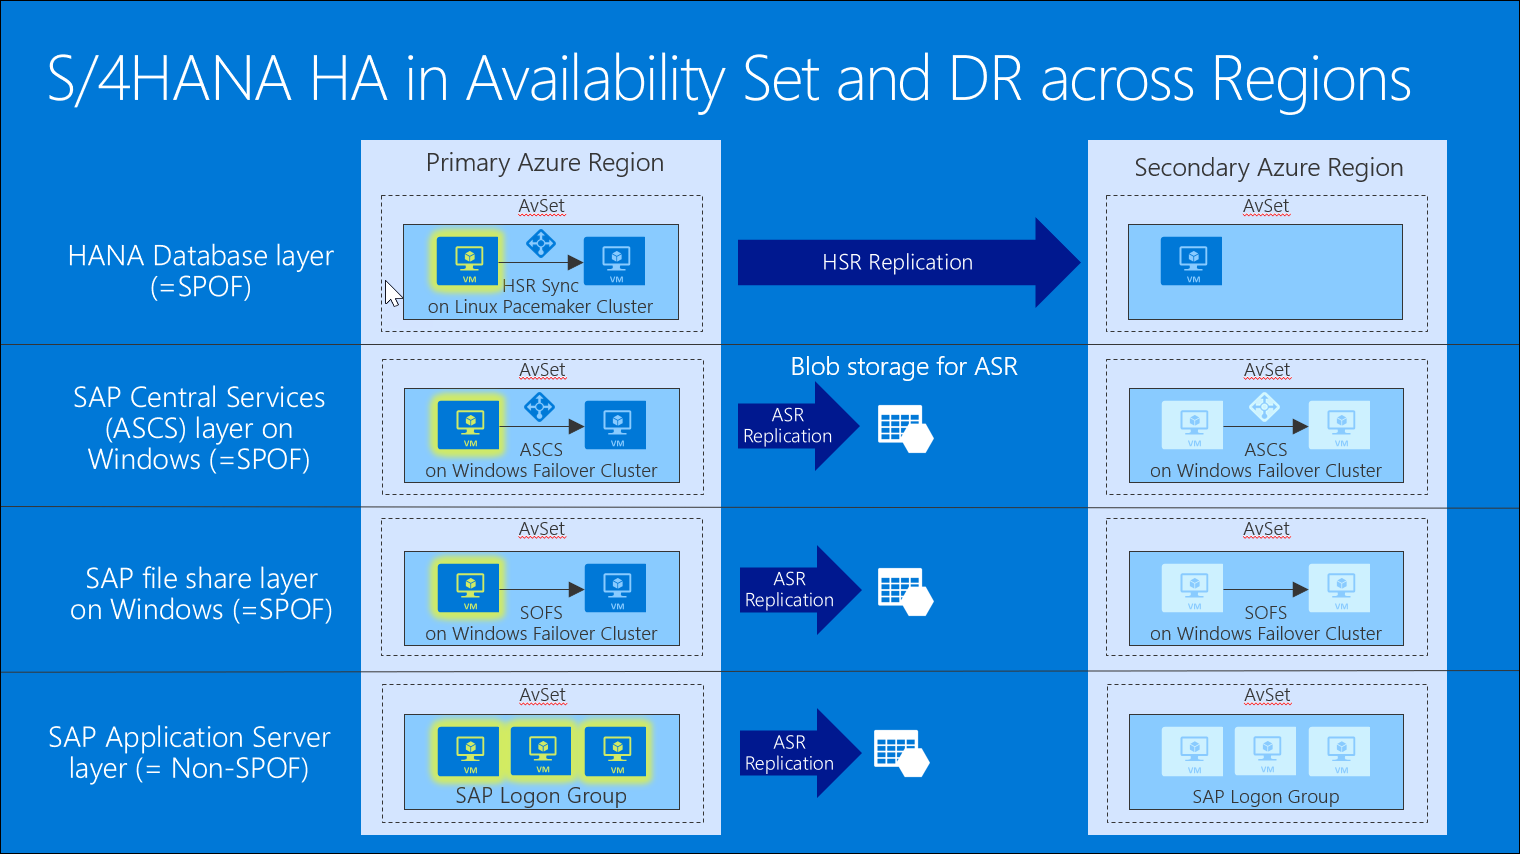 S/4HANA HA in Availability Set and DR across Regions
Primary Azure Region
Secondary Azure Region
HANA Database layer
(=SPOF)
AvSet
VM
VM
HSR Sync
on Linux Pacemaker Cluster
HSR Replication
AvSet
VM
SAP Central Services
(ASCS) layer on
Windows (=SPOF)
AvSet
VM
VM
ASCS
on Windows Failover Cluster
Blob storage for ASR
ASR
Replication
AvSet
VM
VM
ASCS
on Windows Failover Cluster
SAP file share layer
on Windows (=SPOF)
AvSet
VM
VM
SOFS
on Windows Failover Cluster
ASR
Replication
AvSet
VM
VM
SOFS
on Windows Failover Cluster
SAP Application Server
layer (= Non-SPOF)
AvSet
VM
VM
VM
SAP Logon Group
ASR
Replication
AvSet
VM
VM
VM
SAP Logon Group